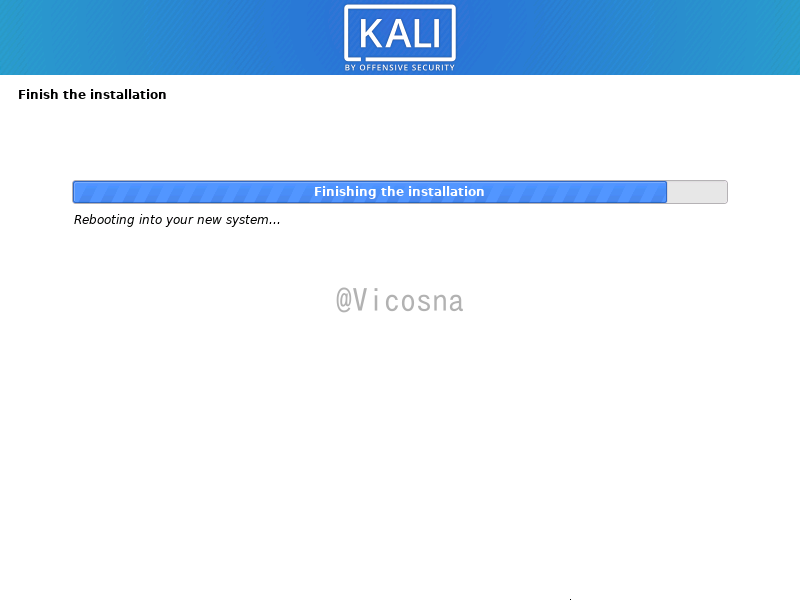 KALI
BY OFFENSIVE SECURITY
Finish the installation
Finishing the installation
Rebooting into your new system...
@Vicosna